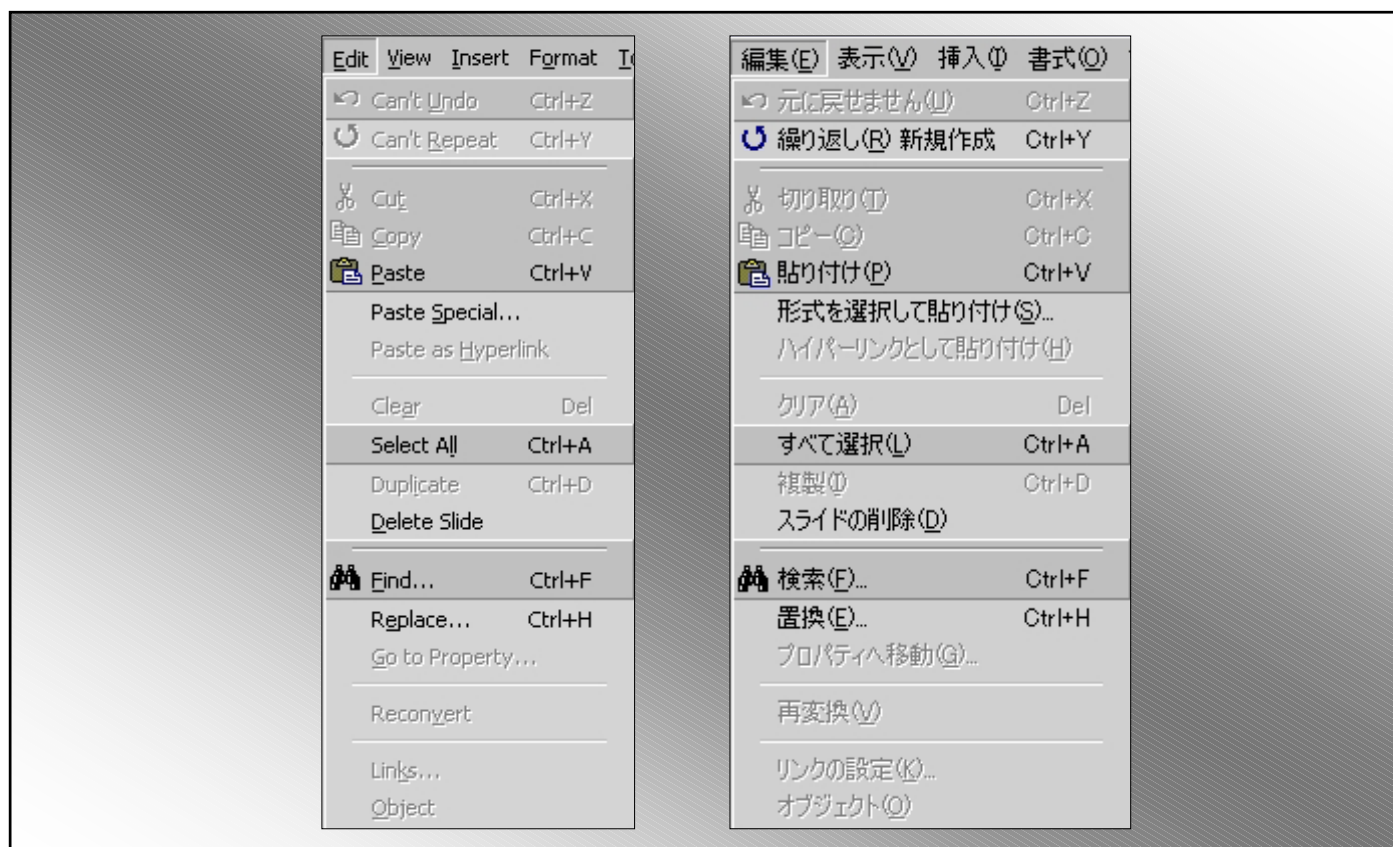 Edit View Insert Format
Can't Undo Ctrl+Z
Can't Repeat Ctrl+Y
Cut Ctrl+X
Copy Ctrl+C
Paste Ctrl+V
Paste Special...
Paste as Hyperlink
Clear Del
Select All Ctrl+A
Duplicate Ctrl+D
Delete Slide
Find... Ctrl+F
Replace... Ctrl+H
Go to Property...
Reconvert
Links...
Object
編集(E) 表示(V) 挿入(I) 書式(O)
元に戻せません(U) Ctrl+Z
繰り返し(R) 新規作成 Ctrl+Y
切り取り(T) Ctrl+X
コピー(C) Ctrl+C
貼り付け(P) Ctrl+V
形式を選択して貼り付け(S)...
ハイパーリンクとして貼り付け(H)
クリア(A) Del
すべて選択(L) Ctrl+A
複製(I) Ctrl+D
スライドの削除(D)
検索(F)... Ctrl+F
置換(E)... Ctrl+H
プロパティへ移動(G)...
再変換(V)
リンクの設定(K)...
オブジェクト(O)